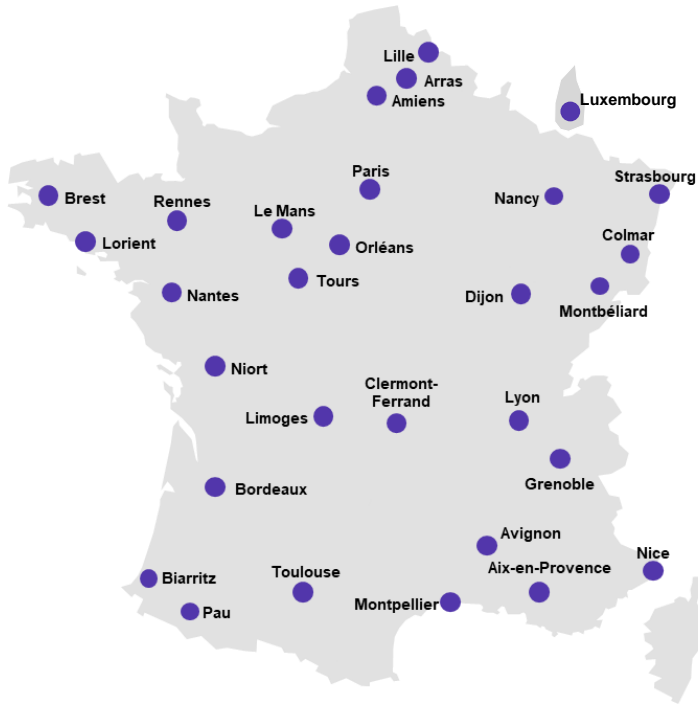 Lille
Arras
Amiens
Luxembourg
Paris
Strasbourg
Brest
Rennes
Nancy
Le Mans
Colmar
Lorient
Orléans
Tours
Nantes
Dijon
Montbéliard
Niort
Clermont-
Ferrand
Lyon
Limoges
Grenoble
Bordeaux
Avignon
Nice
Aix-en-Provence
Toulouse
Biarritz
Montpellier
Pau